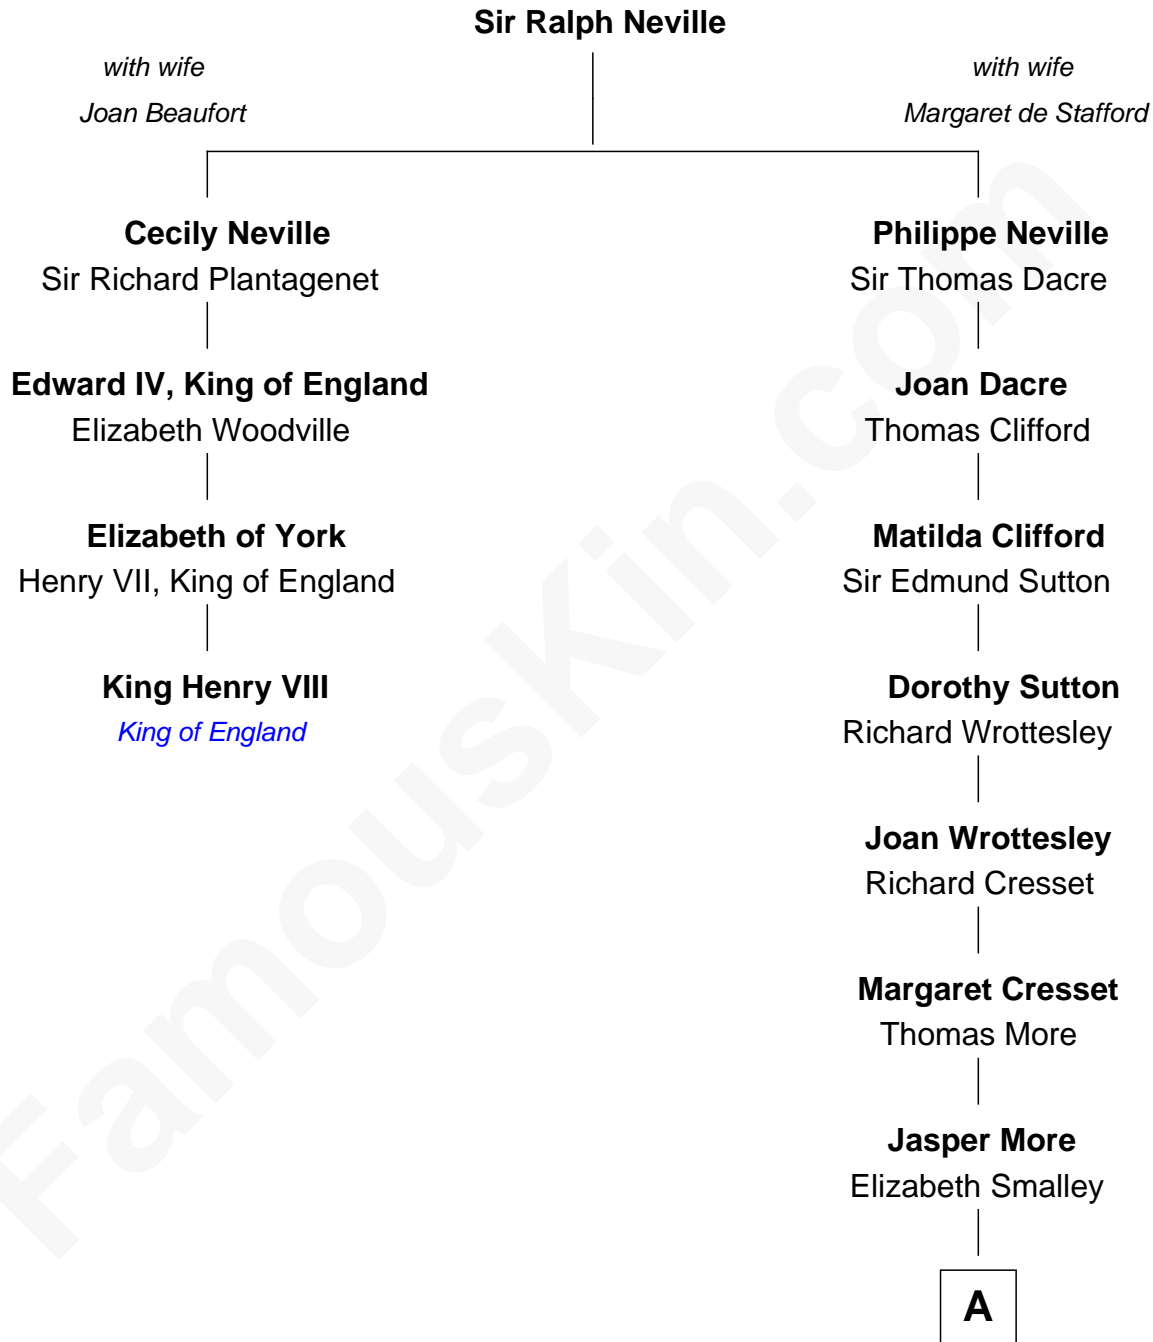 Sir Ralph Neville
with wife
Joan Beaufort
with wife
Margaret de Stafford
Cecily Neville
Sir Richard Plantagenet
Edward IV, King of England
Elizabeth Woodville
Elizabeth of York
Henry VII, King of England
King Henry VIII
King of England
Philippe Neville
Sir Thomas Dacre
Joan Dacre
Thomas Clifford
Matilda Clifford
Sir Edmund Sutton
Dorothy Sutton
Richard Wrottesley
Joan Wrottesley
Richard Cresset
Margaret Cresset
Thomas More
Jasper More
Elizabeth Smalley
A
FamousKin.com